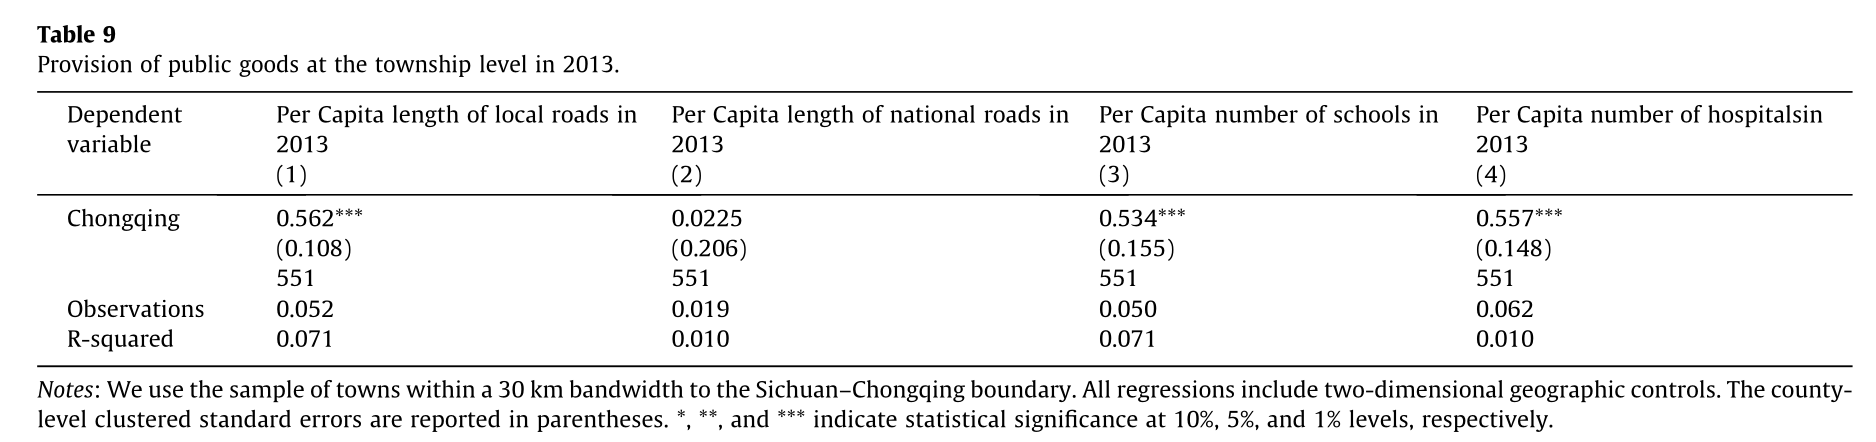 Table 9
Provision of public goods at the township level in 2013.
Dependent variable Per Capita length of local roads in 2013 (1) Per Capita length of national roads in 2013 (2) Per Capita number of schools in 2013 (3) Per Capita number of hospitalsin 2013 (4)
Chongqing 0.562*** 0.0225 0.534*** 0.557***
(0.108) (0.206) (0.155) (0.148)
551 551 551 551
Observations 0.052 0.019 0.050 0.062
R-squared 0.071 0.010 0.071 0.010
Notes: We use the sample of towns within a 30 km bandwidth to the Sichuan–Chongqing boundary. All regressions include two-dimensional geographic controls. The county-
level clustered standard errors are reported in parentheses. *, **, and *** indicate statistical significance at 10%, 5%, and 1% levels, respectively.